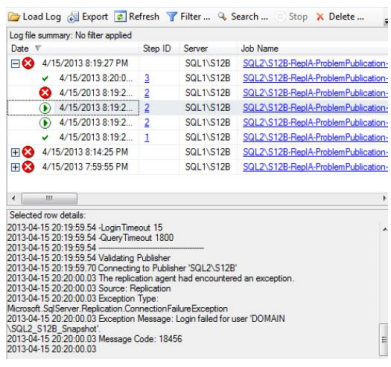 Load Log Export Refresh Filter ... Search ... Stop Delete ...
Log file summary: No filter applied
Date Step ID Server Job Name
4/15/2013 8:19:27 PM SQL1\S12B SQL2\S12B-ReplA-ProblemPublication-
4/15/2013 8:20:0... 3 SQL1\S12B SQL2\S12B-ReplA-ProblemPublication-
4/15/2013 8:19:2... 2 SQL1\S12B SQL2\S12B-ReplA-ProblemPublication-
4/15/2013 8:19:2... 2 SQL1\S12B SQL2\S12B-ReplA-ProblemPublication-
4/15/2013 8:19:2... 2 SQL1\S12B SQL2\S12B-ReplA-ProblemPublication-
4/15/2013 8:19:2... 1 SQL1\S12B SQL2\S12B-ReplA-ProblemPublication-
4/15/2013 8:14:25 PM SQL1\S12B SQL2\S12B-ReplA-ProblemPublication-
4/15/2013 7:59:55 PM SQL1\S12B SQL2\S12B-ReplA-ProblemPublication-
Selected row details:
2013-04-15 20:19:59.54 -LoginTimeout 15
2013-04-15 20:19:59.54 -QueryTimeout 1800
2013-04-15 20:19:59.54 ----------------------------------------
2013-04-15 20:19:59.54 Validating Publisher
2013-04-15 20:19:59.70 Connecting to Publisher 'SQL2\S12B'
2013-04-15 20:20:00.03 The replication agent had encountered an exception.
2013-04-15 20:20:00.03 Source: Replication
2013-04-15 20:20:00.03 Exception Type:
Microsoft.SqlServer.Replication.ConnectionFailureException
2013-04-15 20:20:00.03 Exception Message: Login failed for user 'DOMAIN
\SQL2_S12B_Snapshot'.
2013-04-15 20:20:00.03 Message Code: 18456
2013-04-15 20:20:00.03